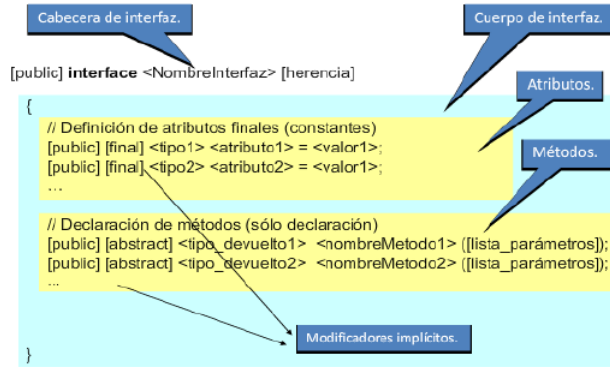 Cabecera de interfaz.
Cuerpo de interfaz.
[public] interface <NombreInterfaz> [herencia]
Atributos.
{
// Definición de atributos finales (constantes)
[public] [final] <tipo1> <atributo1> = <valor1>;
[public] [final] <tipo2> <atributo2> = <valor1>;
...
Métodos.
// Declaración de métodos (sólo declaración)
[public] [abstract] <tipo_devuelto1> <nombreMetodo1> ([lista_parámetros]);
[public] [abstract] <tipo_devuelto2> <nombreMetodo2> ([lista_parámetros]);
...
Modificadores implícitos.
}